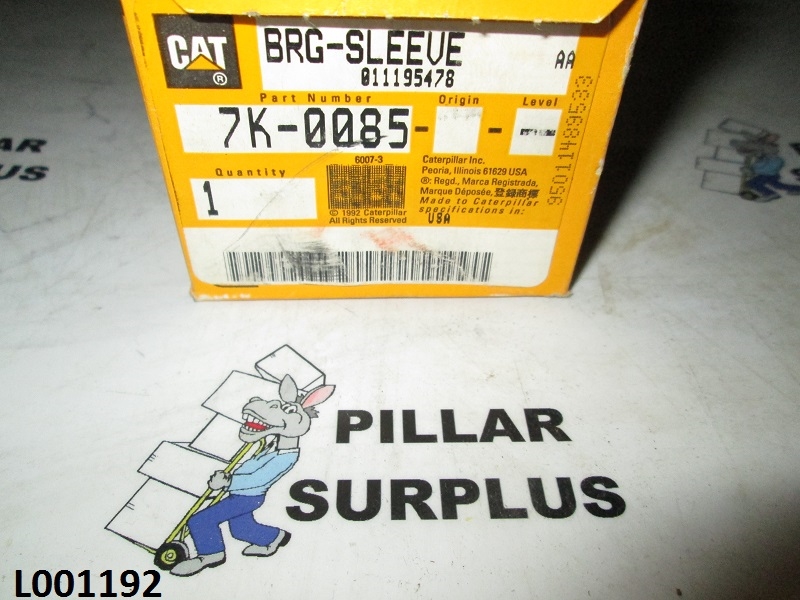 CAT
®
BRG-SLEEVE
AA
011195478
Part Number
Origin
Level
7K-0085-
-
Quantity
1
6007-3
© 1992 Caterpillar
All Rights Reserved
Caterpillar Inc.
Peoria, Illinois 61629 USA
®: Regd., Marca Registrada,
Marque Déposée, 登録商標
Made to Caterpillar
specifications in:
USA
PILLAR
SURPLUS
LAR
PLUS
L001192